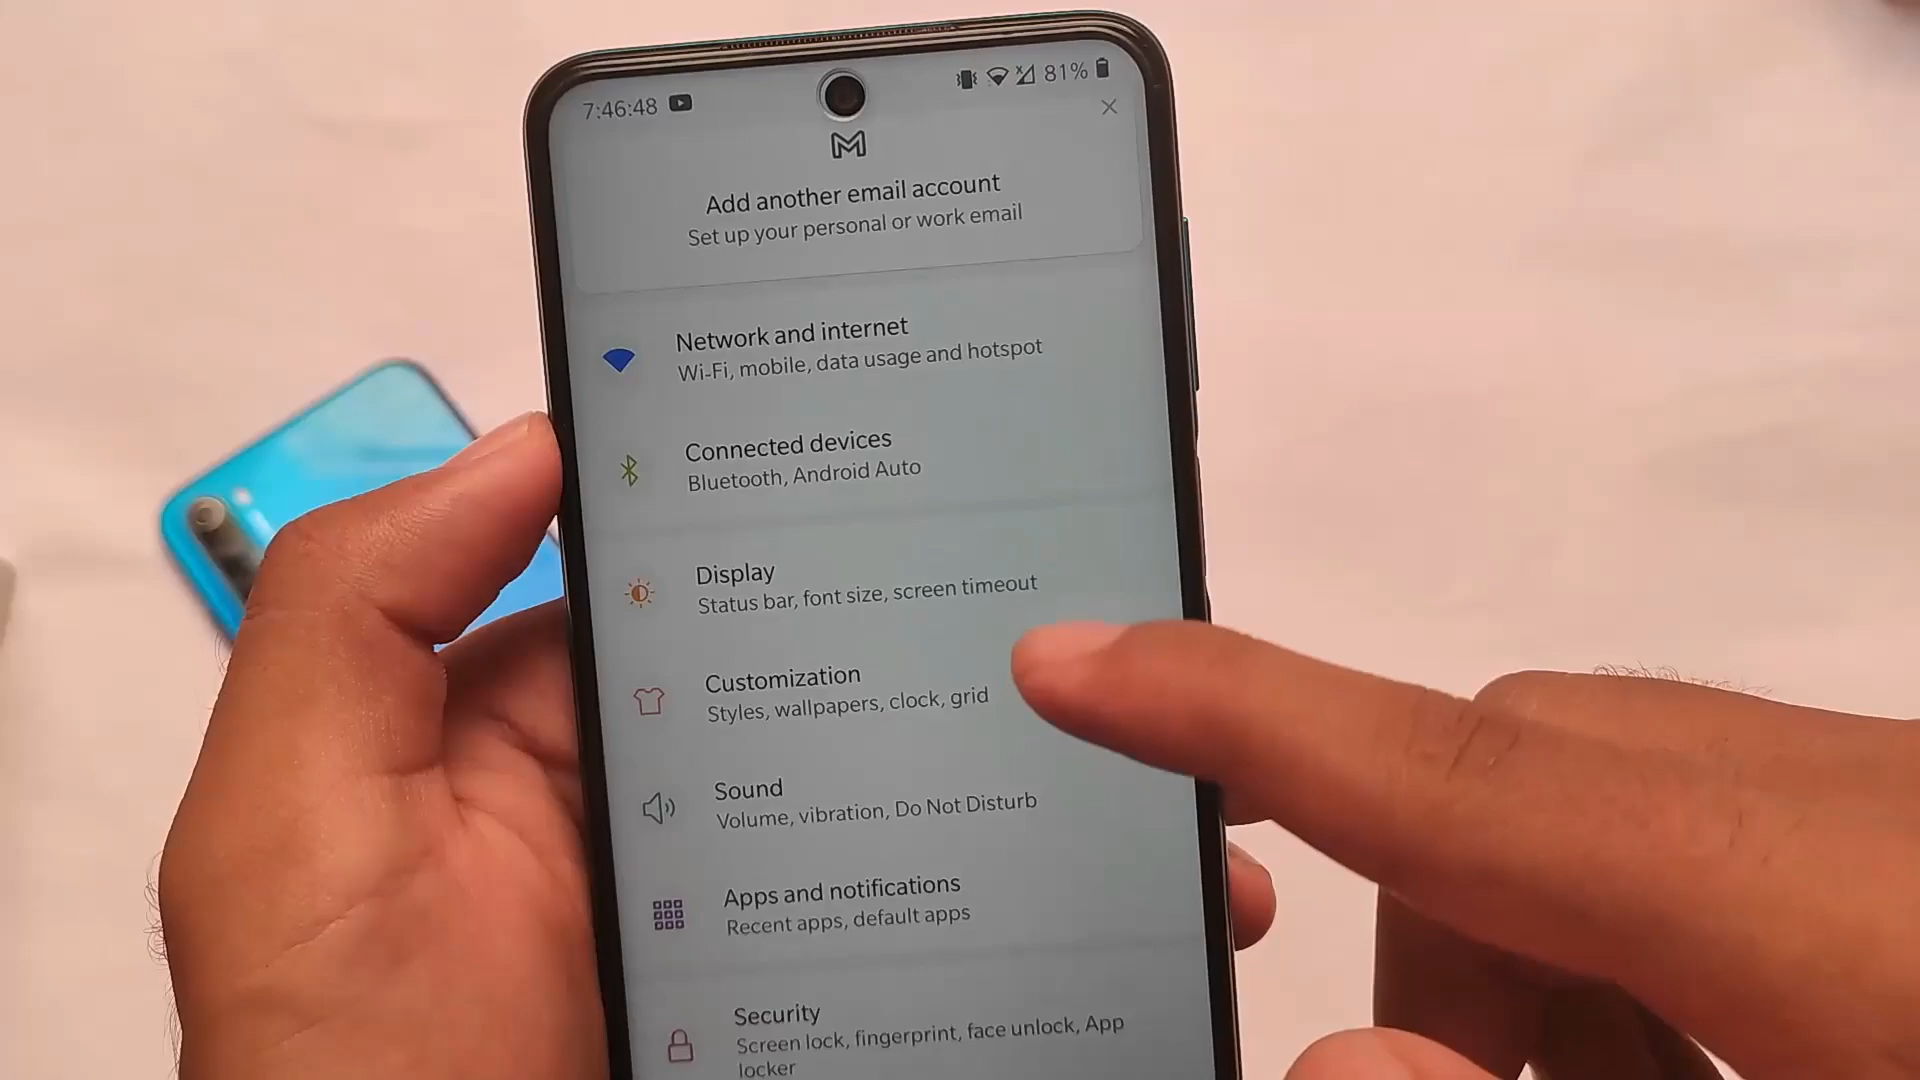 7:46:48
81%
Add another email account
Set up your personal or work email
Network and internet
Wi-Fi, mobile, data usage and hotspot
Connected devices
Bluetooth, Android Auto
Display
Status bar, font size, screen timeout
Customization
Styles, wallpapers, clock, grid
Sound
Volume, vibration, Do Not Disturb
Apps and notifications
Recent apps, default apps
Security
Screen lock, fingerprint, face unlock, App
locker